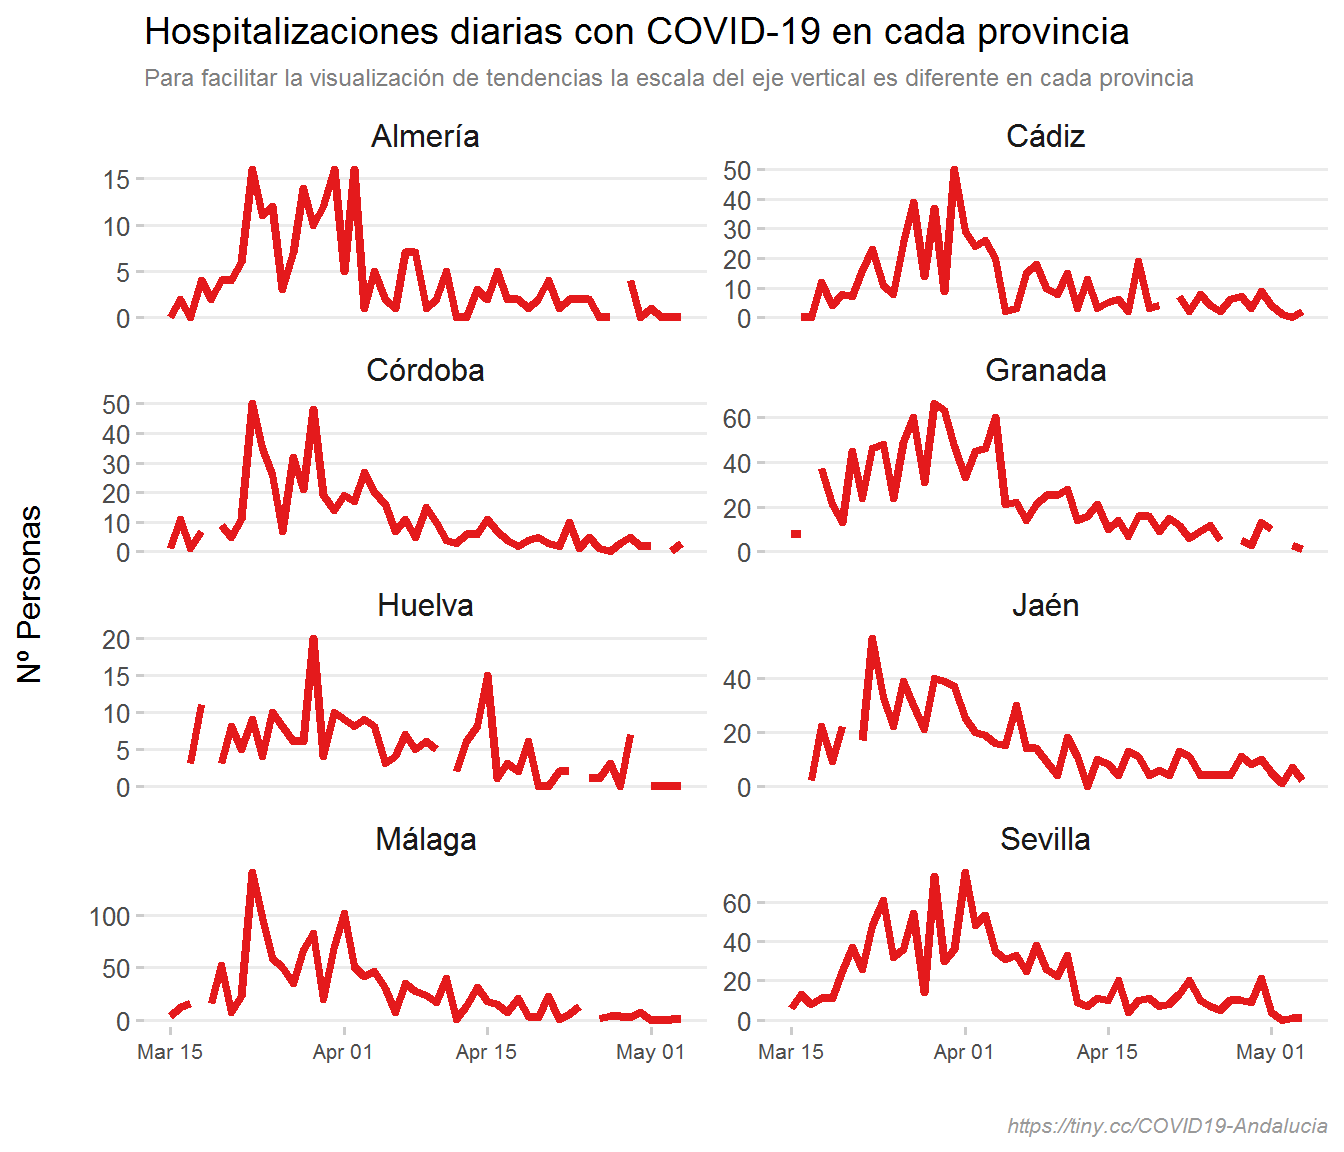 Hospitalizaciones diarias con COVID-19 en cada provincia
Para facilitar la visualización de tendencias la escala del eje vertical es diferente en cada provincia
Nº Personas
Almería
15
10
5
0
Cádiz
50
40
30
20
10
0
Córdoba
50
40
30
20
10
0
Granada
60
40
20
0
Huelva
20
15
10
5
0
Jaén
40
20
0
Málaga
100
50
0
Mar 15 Apr 01 Apr 15 May 01
Sevilla
60
40
20
0
Mar 15 Apr 01 Apr 15 May 01
https://tiny.cc/COVID19-Andalucia